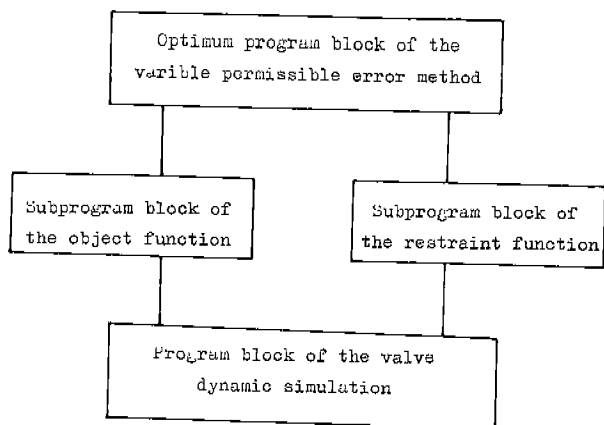 Optimum program block of the
varible permissible error method
Subprogram block of
the object function
Subprogram block of
the restraint function
Program block of the valve
dynamic simulation